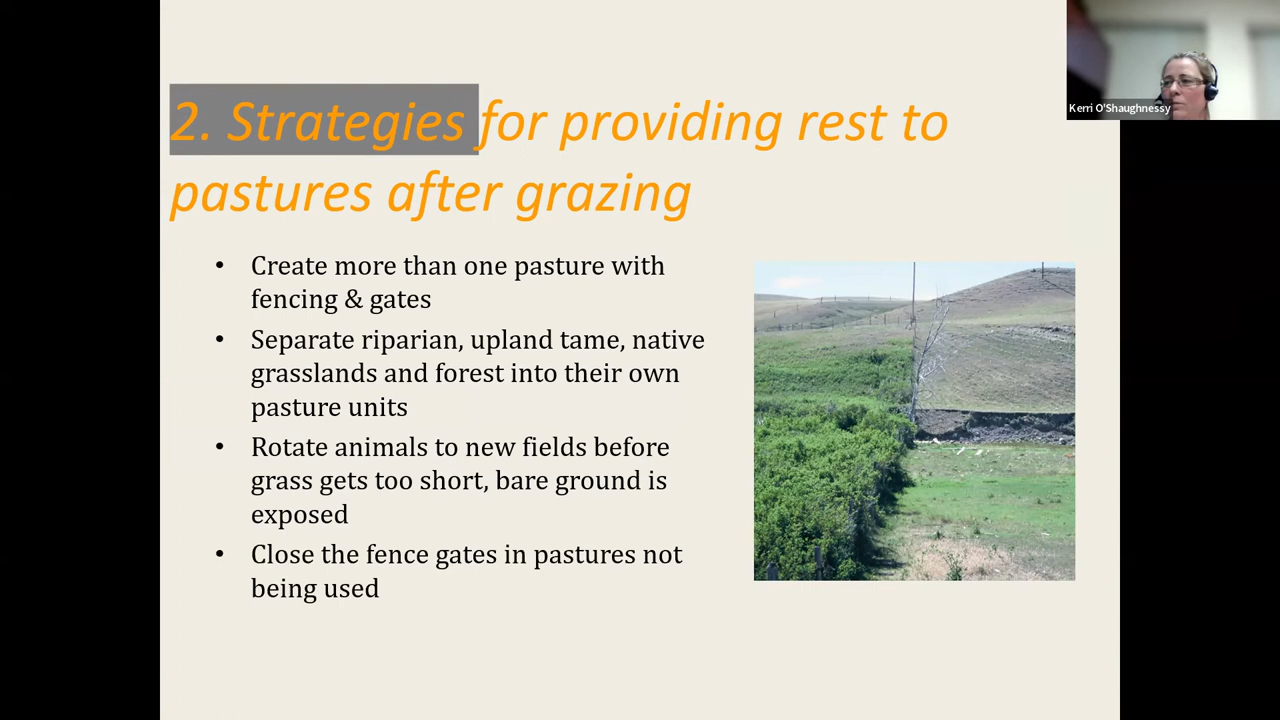 2. Strategies for providing rest to
pastures after grazing
Kerri O'Shaughnessy
• Create more than one pasture with
fencing & gates
• Separate riparian, upland tame, native
grasslands and forest into their own
pasture units
• Rotate animals to new fields before
grass gets too short, bare ground is
exposed
• Close the fence gates in pastures not
being used